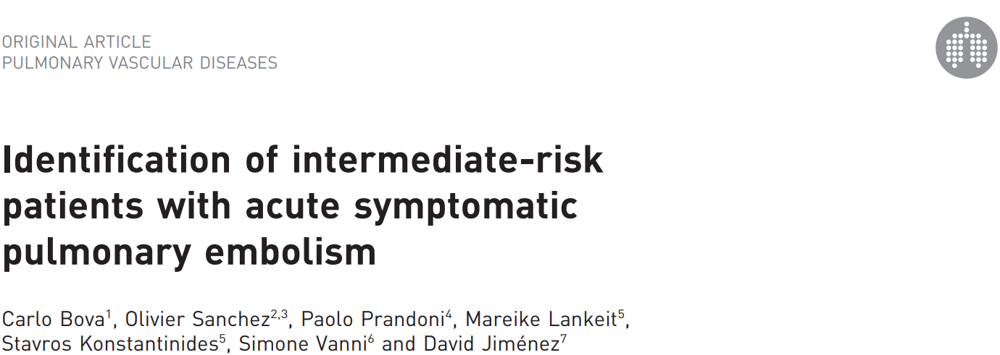 ORIGINAL ARTICLE
PULMONARY VASCULAR DISEASES
Identification of intermediate-risk
patients with acute symptomatic
pulmonary embolism
Carlo Bova1, Olivier Sanchez2,3, Paolo Prandoni4, Mareike Lankeit5,
Stavros Konstantinides5, Simone Vanni6 and David Jiménez7